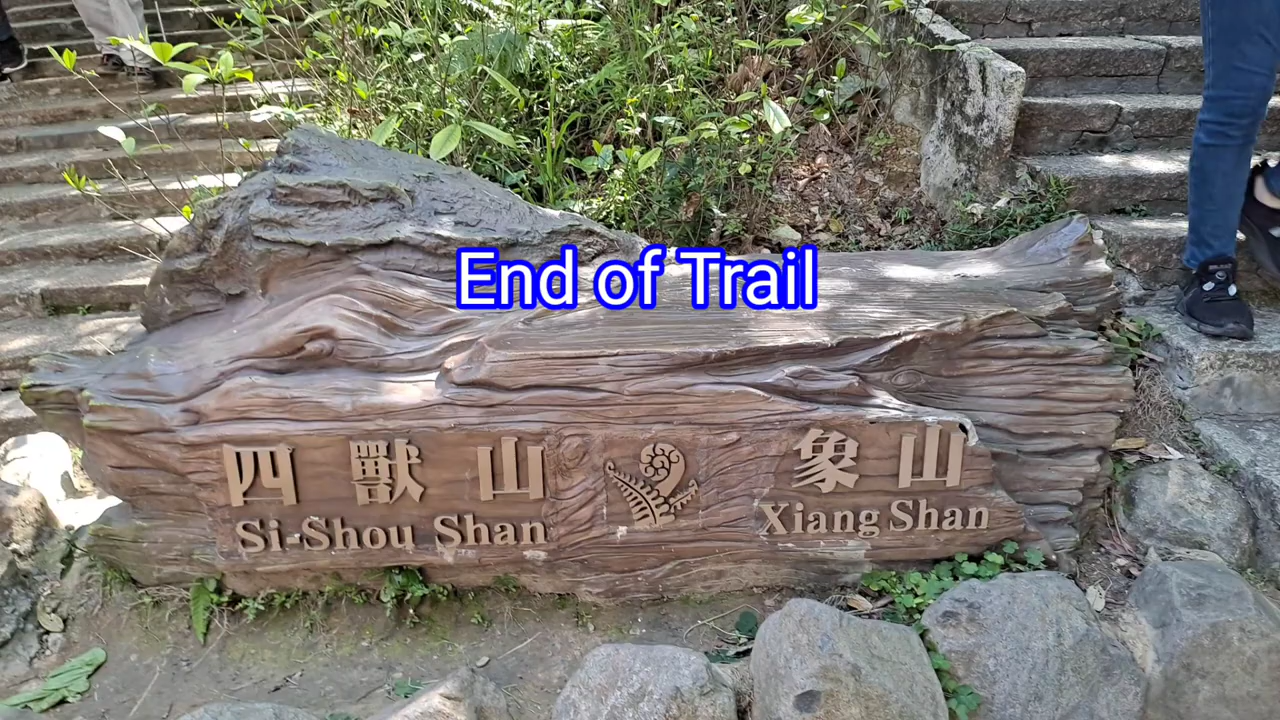 End of Trail
四獸山
Si-Shou Shan
象山
Xiang Shan